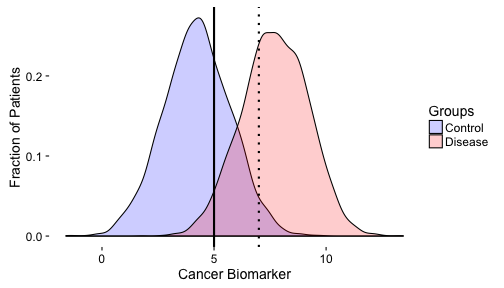 Fraction of Patients
0.2
0.1
0.0
0
5
10
Cancer Biomarker
Groups
Control
Disease